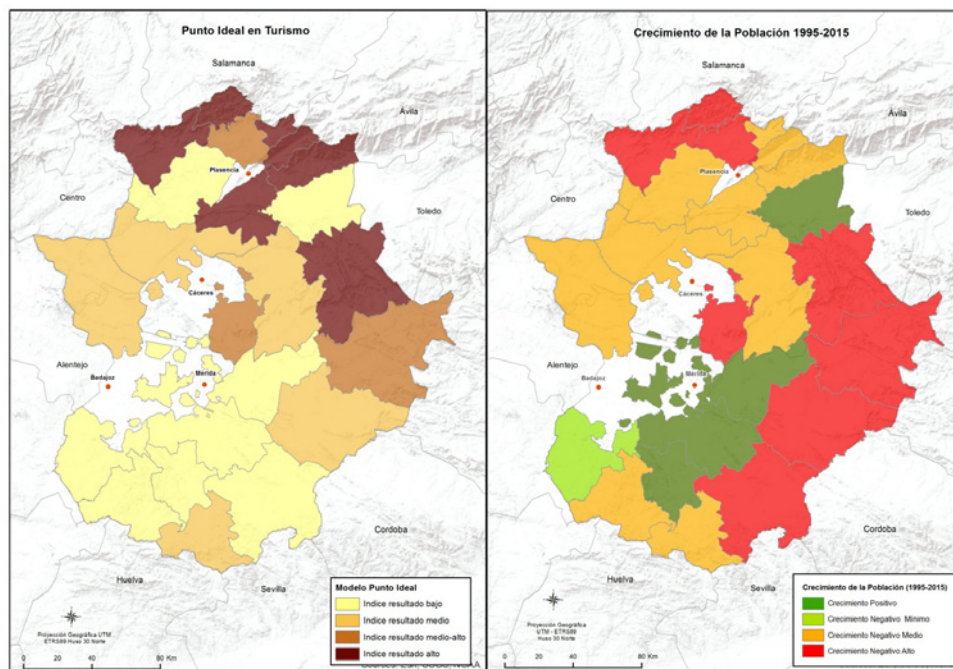 Punto Ideal en Turismo
Salamanca
Ávila
Plasencia
Centro
Toledo
Cáceres
Alentejo
Badajoz
Mérida
Cordoba
Huelva
Sevilla
Proyección Geográfica UTM
ETRS89 Huso 30 Norte
0 20 40 80 Km
Modelo Punto Ideal
Indice resultado bajo
Indice resultado medio
Indice resultado medio-alto
Indice resultado alto
Crecimiento de la Población 1995-2015
Salamanca
Ávila
Plasencia
Centro
Toledo
Cáceres
Alentejo
Badajoz
Mérida
Cordoba
Huelva
Sevilla
Proyección Geográfica
UTM - ETRS89
Huso 30 Norte
0 20 40 80 Km
Crecimiento de la Población (1995-2015)
Crecimiento Positivo
Crecimiento Negativo Mínimo
Crecimiento Negativo Medio
Crecimiento Negativo Alto